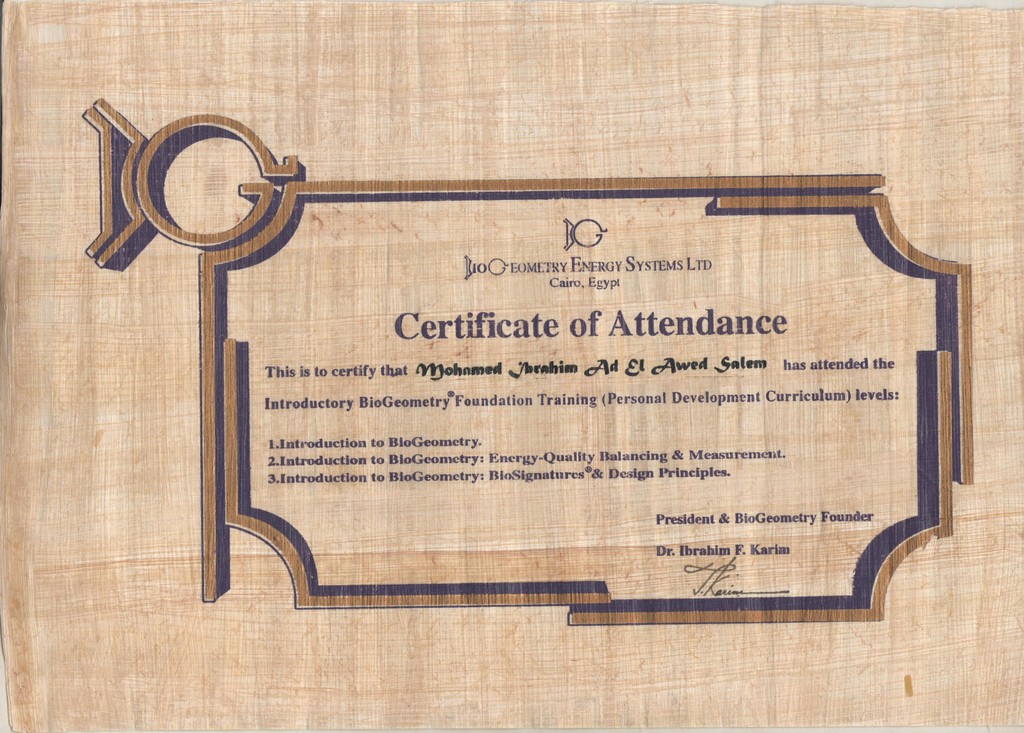 BG
BIOGEOMETRY ENERGY SYSTEMS LTD
Cairo, Egypt
Certificate of Attendance
This is to certify that Mohamed Ibrahim Ad El Awed Salem has attended the
Introductory BioGeometry® Foundation Training (Personal Development Curriculum) levels:
1.Introduction to BioGeometry.
2.Introduction to BioGeometry: Energy-Quality Balancing & Measurement.
3.Introduction to BioGeometry: BioSignatures® & Design Principles.
President & BioGeometry Founder
Dr. Ibrahim F. Karim
I. Karim